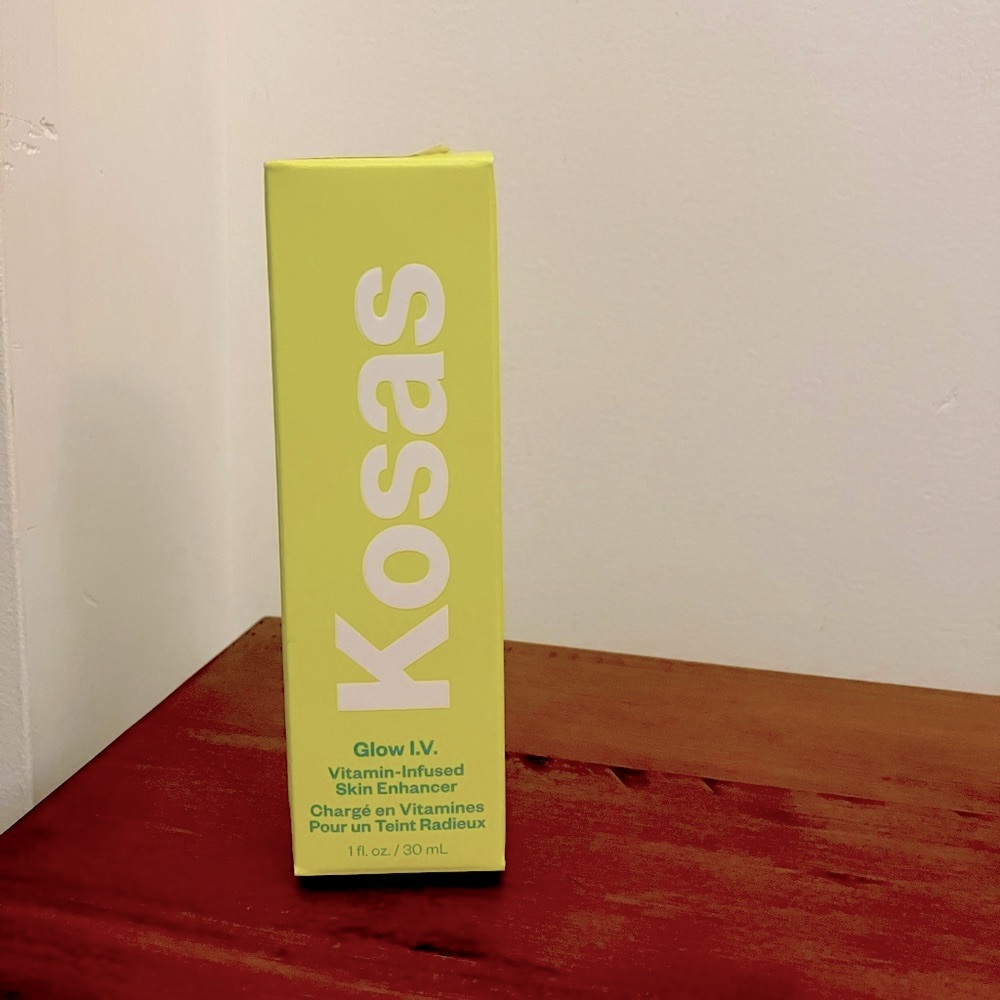 Kosas
Glow I.V.
Vitamin-Infused
Skin Enhancer
Chargé en Vitamines
Pour un Teint Radieux
1 fl. oz. / 30 mL